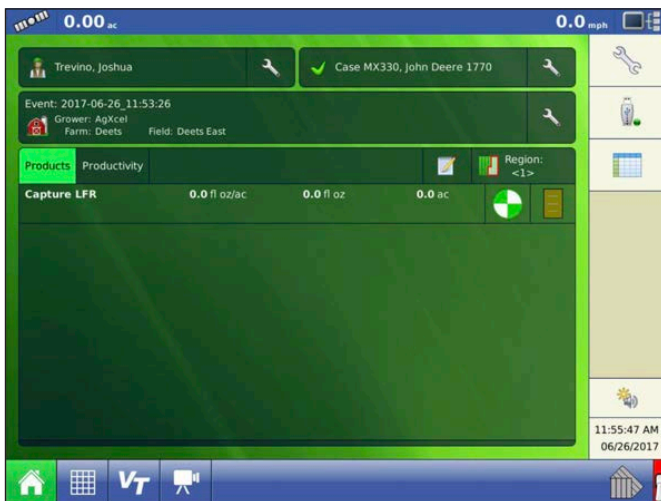 0.00 ac
0.0 mph
Trevino, Joshua
Case MX330, John Deere 1770
Event: 2017-06-26_11:53:26
Grower: AgXcel
Farm: Deets Field: Deets East
Products Productivity
Region:
<1>
Capture LFR 0.0 fl oz/ac 0.0 fl oz 0.0 ac
11:55:47 AM
06/26/2017
VT